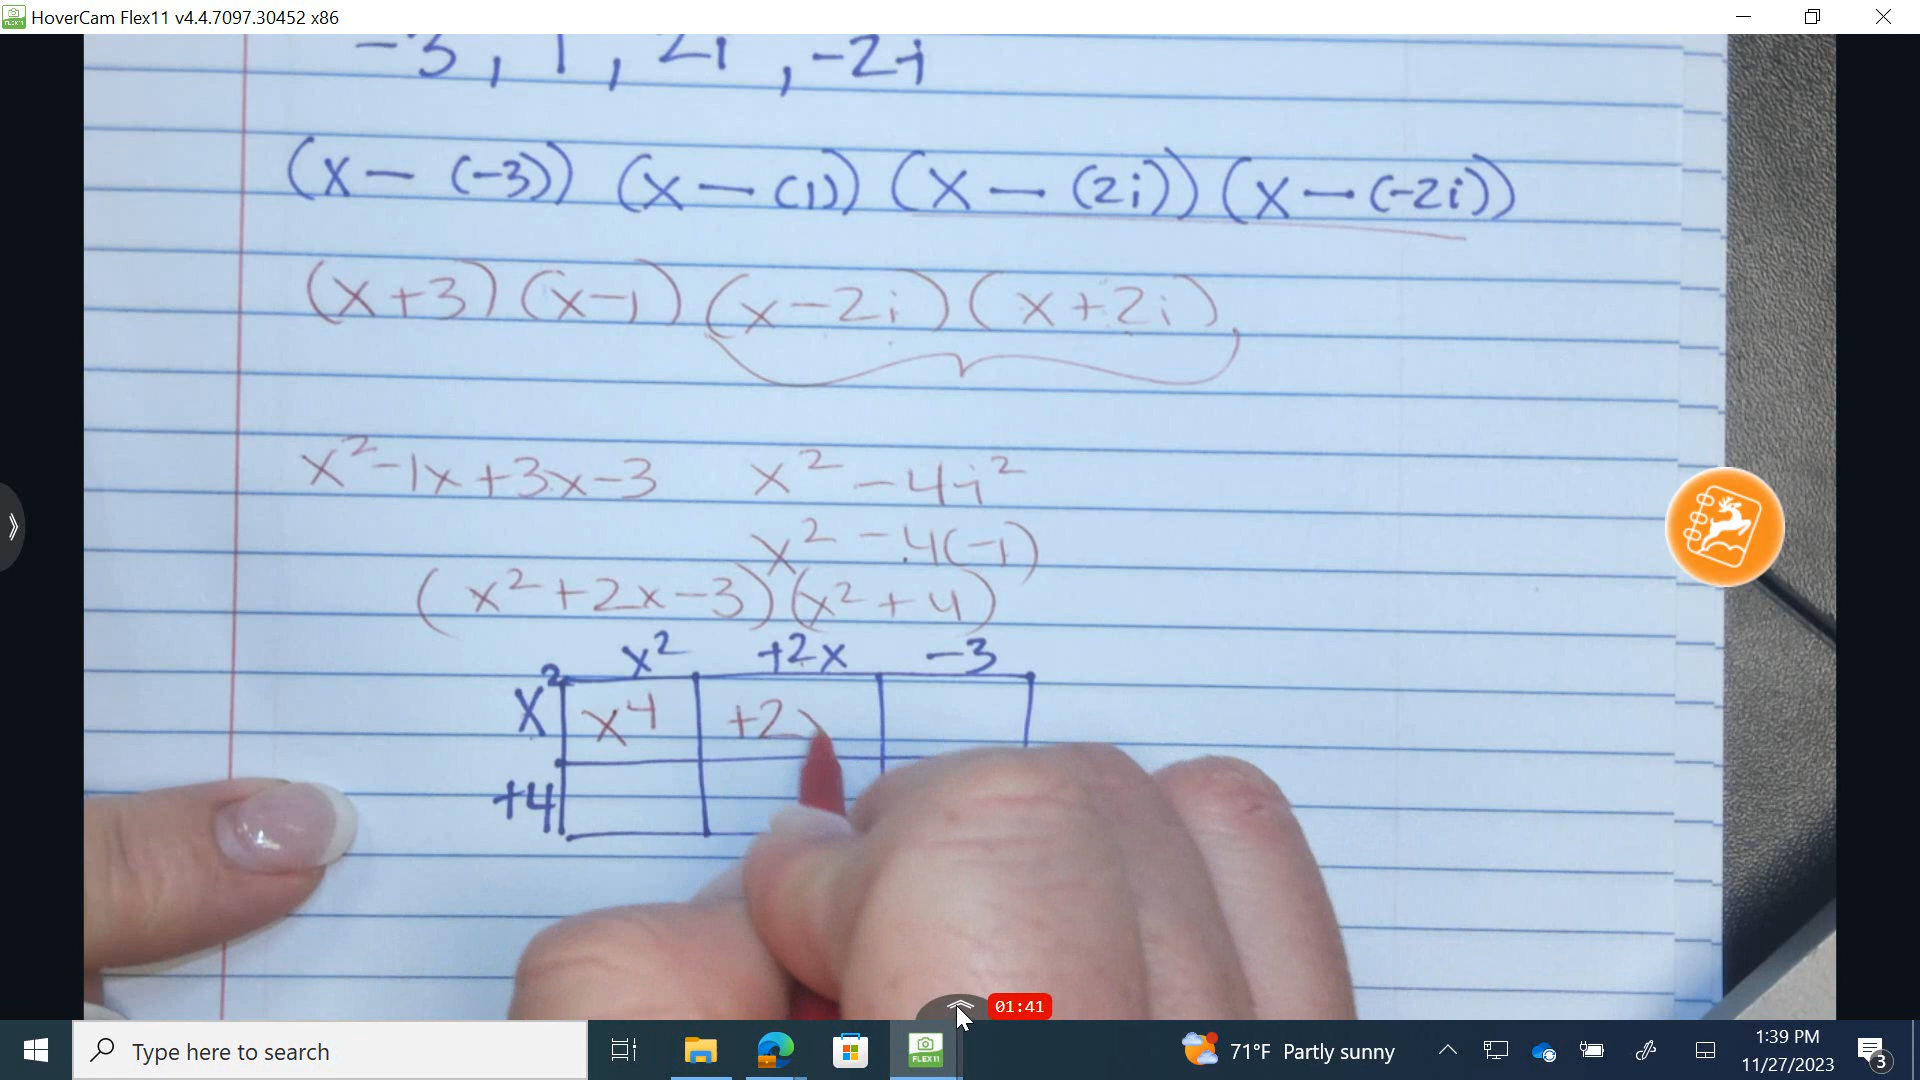 HoverCam Flex11 v4.4.7097.30452 x86
-3, 1, 2i, -2i
(x - (-3)) (x - (1)) (x - (2i)) (x - (-2i))
(x+3) (x-1) (x-2i) (x+2i)
x²-1x+3x-3 x²-4i²
x²-4(-1)
(x²+2x-3)(x²+4)
x² +2x -3
x² x⁴ +2x
+4
01:41
Type here to search
FLEX11
71°F Partly sunny
1:39 PM
11/27/2023
3